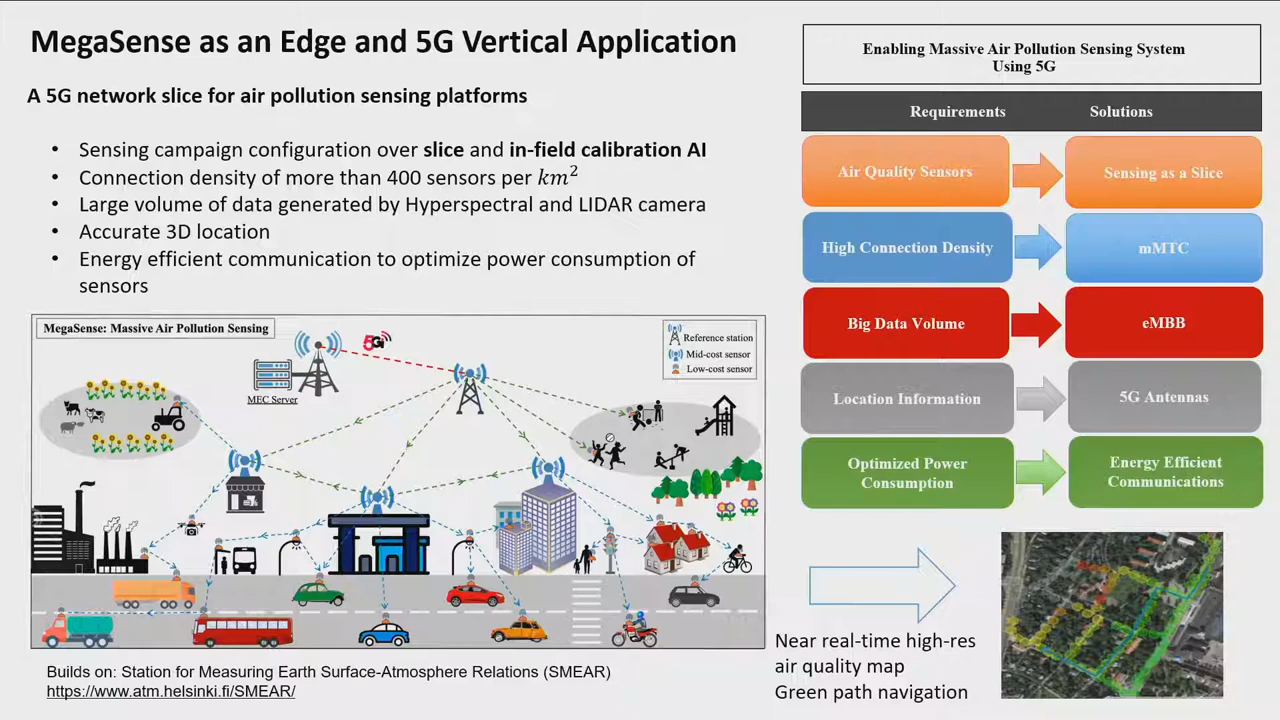 MegaSense as an Edge and 5G Vertical Application
A 5G network slice for air pollution sensing platforms
• Sensing campaign configuration over slice and in-field calibration AI
• Connection density of more than 400 sensors per km²
• Large volume of data generated by Hyperspectral and LIDAR camera
• Accurate 3D location
• Energy efficient communication to optimize power consumption of
sensors
MegaSense: Massive Air Pollution Sensing
5G
Reference station
Mid-cost sensor
Low-cost sensor
MEC Server
Builds on: Station for Measuring Earth Surface-Atmosphere Relations (SMEAR)
https://www.atm.helsinki.fi/SMEAR/
Enabling Massive Air Pollution Sensing System
Using 5G
Requirements Solutions
Air Quality Sensors Sensing as a Slice
High Connection Density mMTC
Big Data Volume eMBB
Location Information 5G Antennas
Optimized Power
Consumption
Energy Efficient
Communications
Near real-time high-res
air quality map
Green path navigation